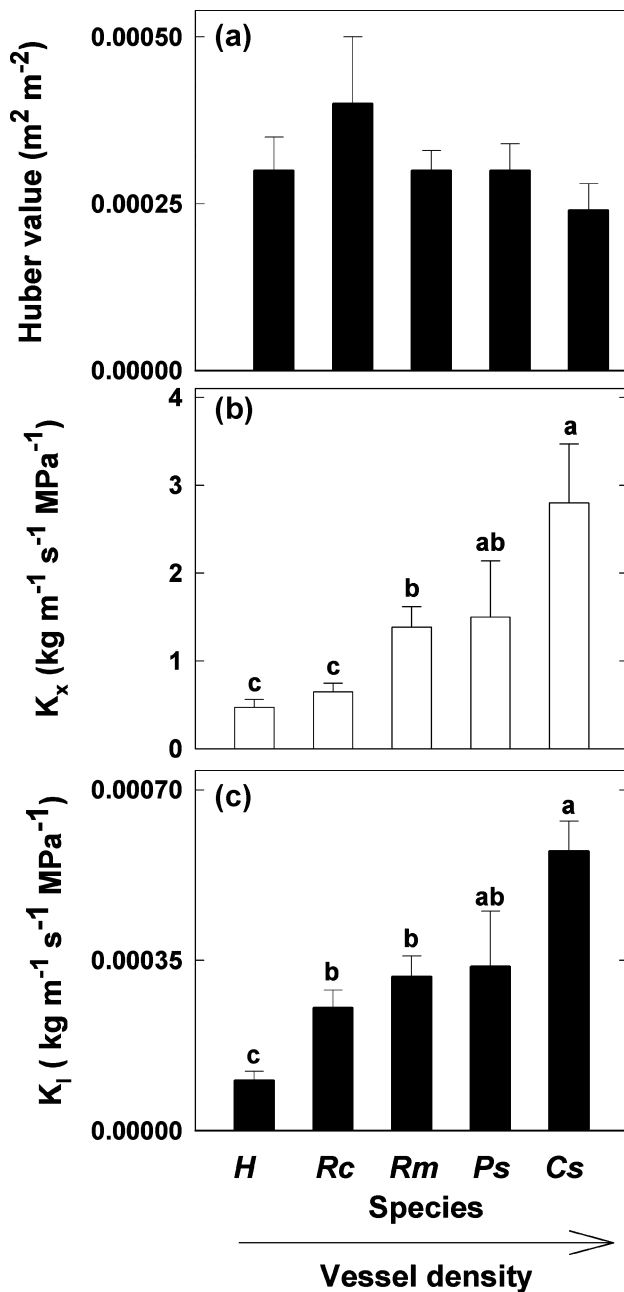 (a)
Huber value (m² m⁻²)
0.00050
0.00025
0.00000
(b)
Kₓ (kg m⁻¹ s⁻¹ MPa⁻¹)
4
3
2
1
0
c
c
b
ab
a
(c)
Kₗ ( kg m⁻¹ s⁻¹ MPa⁻¹)
0.00070
0.00035
0.00000
c
b
b
ab
a
H Rc Rm Ps Cs
Species
Vessel density